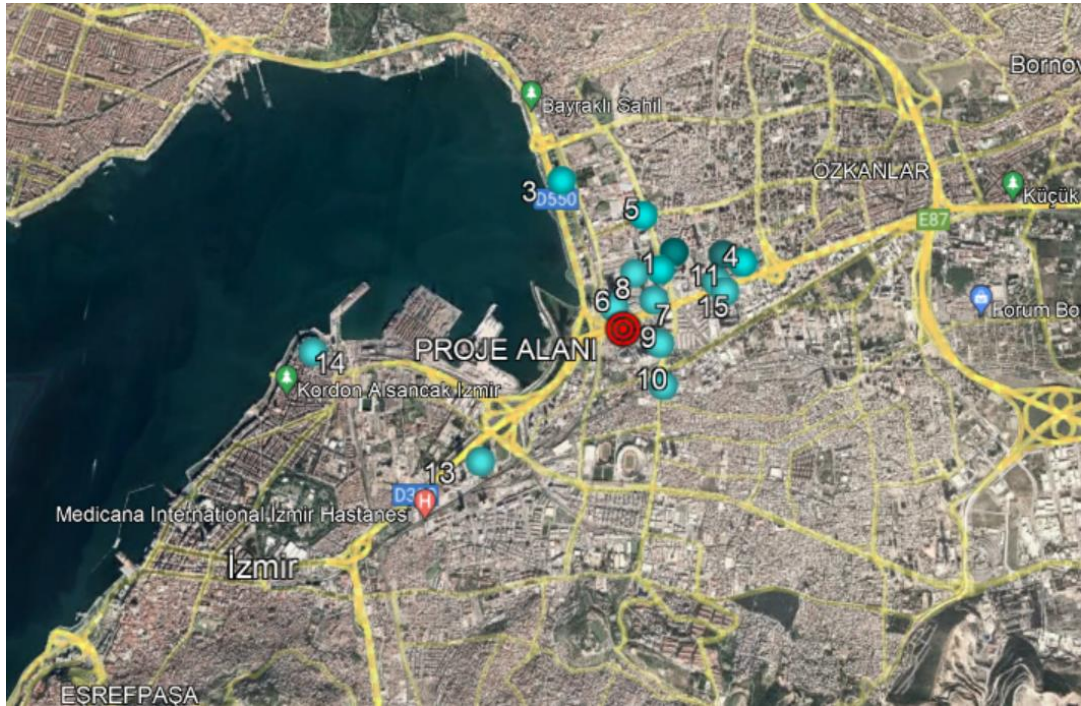 Bornov
Bayraklı Sahil
ÖZKANLAR
3
D550
Küçük
5
E87
1
4
8
11
6
7
15
Forum Bo
9
PROJE ALANI
14
10
Kordon Alsancak İzmir
13
D3
H
Medicana International İzmir Hastanesi
İzmir
EŞREFPAŞA